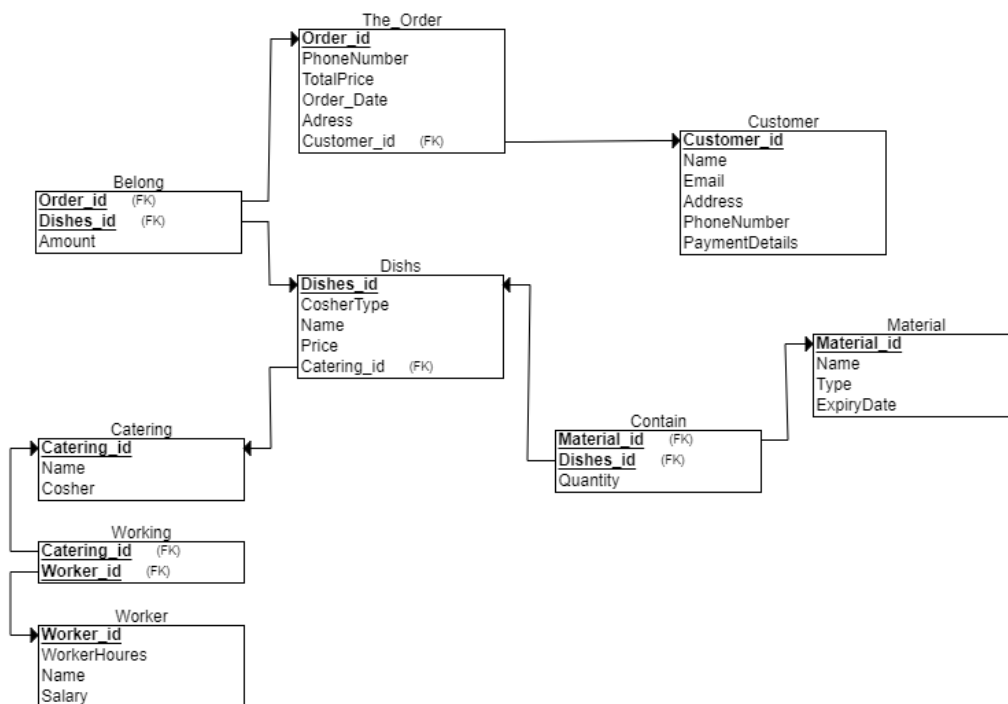 The_Order
Order_id
PhoneNumber
TotalPrice
Order_Date
Adress
Customer_id (FK)
Customer
Customer_id
Name
Email
Address
PhoneNumber
PaymentDetails
Belong
Order_id (FK)
Dishes_id (FK)
Amount
Dishs
Dishes_id
CosherType
Name
Price
Catering_id (FK)
Material
Material_id
Name
Type
ExpiryDate
Contain
Material_id (FK)
Dishes_id (FK)
Quantity
Catering
Catering_id
Name
Cosher
Working
Catering_id (FK)
Worker_id (FK)
Worker
Worker_id
WorkerHoures
Name
Salary